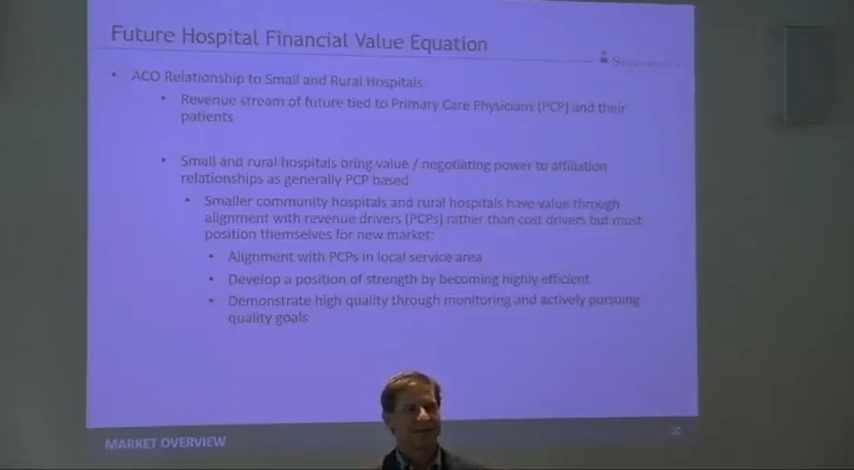 Future Hospital Financial Value Equation
• ACO Relationship to Small and Rural Hospitals
• Revenue stream of future tied to Primary Care Physicians (PCP) and their
patients
• Small and rural hospitals bring value / negotiating power to affiliation
relationships as generally PCP based
• Smaller community hospitals and rural hospitals have value through
alignment with revenue drivers (PCPs) rather than cost drivers but must
position themselves for new market:
• Alignment with PCPs in local service area
• Develop a position of strength by becoming highly efficient
• Demonstrate high quality through monitoring and actively pursuing
quality goals
MARKET OVERVIEW